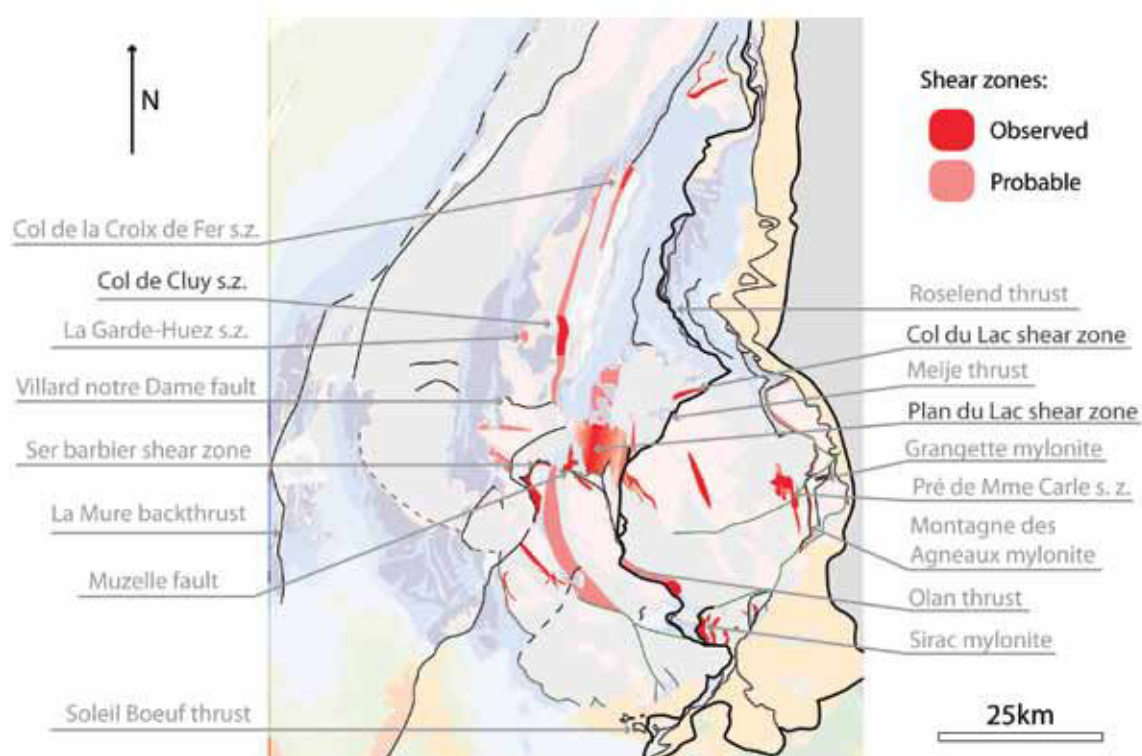 N
Shear zones:
Observed
Probable
Col de la Croix de Fer s.z.
Col de Cluy s.z.
La Garde-Huez s.z.
Villard notre Dame fault
Ser barbier shear zone
La Mure backthrust
Muzelle fault
Soleil Boeuf thrust
Roselend thrust
Col du Lac shear zone
Meije thrust
Plan du Lac shear zone
Grangette mylonite
Pré de Mme Carle s. z.
Montagne des
Agneaux mylonite
Olan thrust
Sirac mylonite
25km